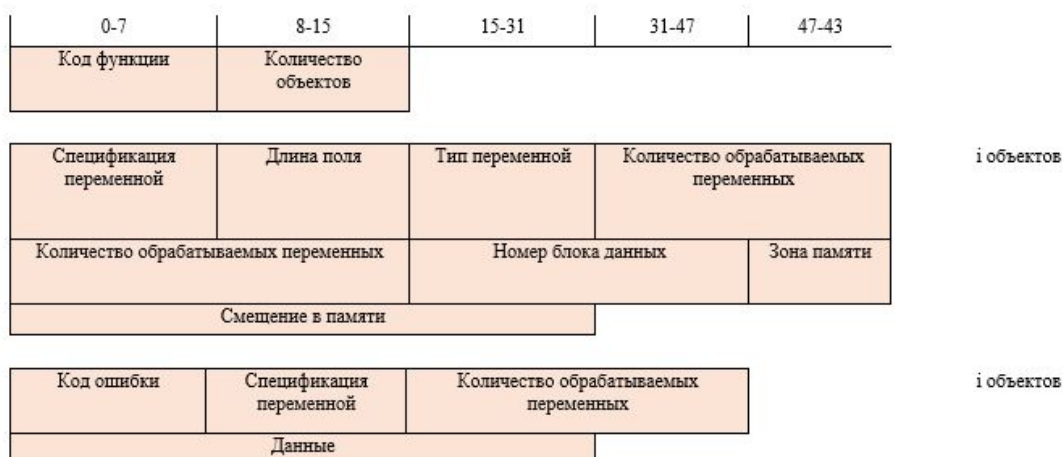 0-7 8-15 15-31 31-47 47-43
Код функции Количество
объектов
Спецификация Длина поля Тип переменной Количество обрабатываемых i объектов
переменной переменных
Количество обрабатываемых переменных Номер блока данных Зона памяти
Смещение в памяти
Код ошибки Спецификация Количество обрабатываемых i объектов
переменной переменных
Данные